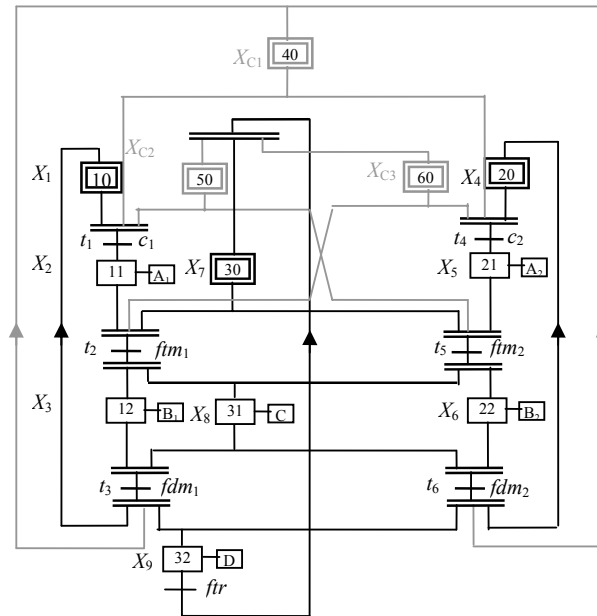 X_C1 40
X_C2 X_C3
X_1 10 50 60 X_4 20
t_1 c_1 t_4 c_2
X_2 11 A_1 X_7 30 X_5 21 A_2
t_2 ftm_1 t_5 ftm_2
X_3 12 B_1 X_8 31 C X_6 22 B_2
t_3 fdm_1 t_6 fdm_2
X_9 32 D
ftr